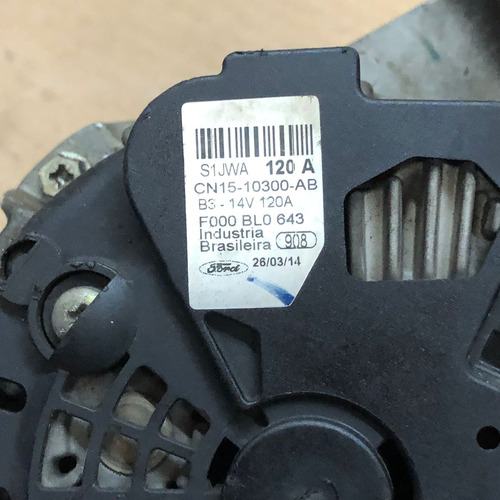 S1JWA 120 A
CN15-10300-AB
B3 - 14V 120A
F000 BL0 643
Industria
Brasileira 908
Ford 26/03/14